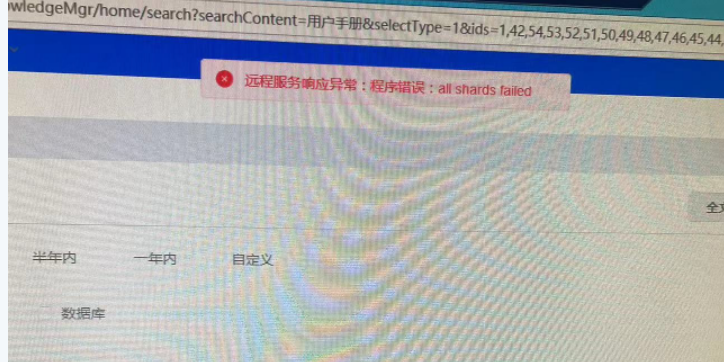 owledgeMgr/home/search?searchContent=用户手册&selectType=1&ids=1,42,54,53,52,51,50,49,48,47,46,45,44,
远程服务响应异常：程序错误：all shards failed
全文
半年内 一年内 自定义
数据库